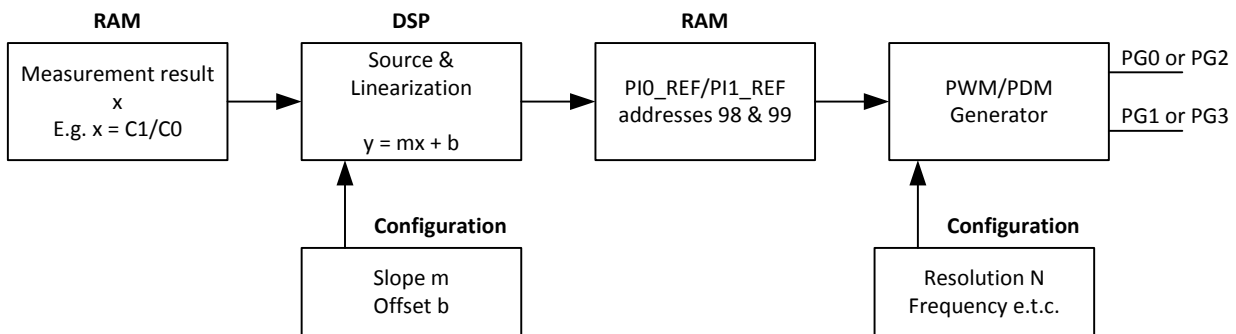 RAM
DSP
RAM
Measurement result
x
E.g. x = C1/C0
Source &
Linearization
y = mx + b
PI0_REF/PI1_REF
addresses 98 & 99
PWM/PDM
Generator
PG0 or PG2
PG1 or PG3
Configuration
Configuration
Slope m
Offset b
Resolution N
Frequency e.t.c.